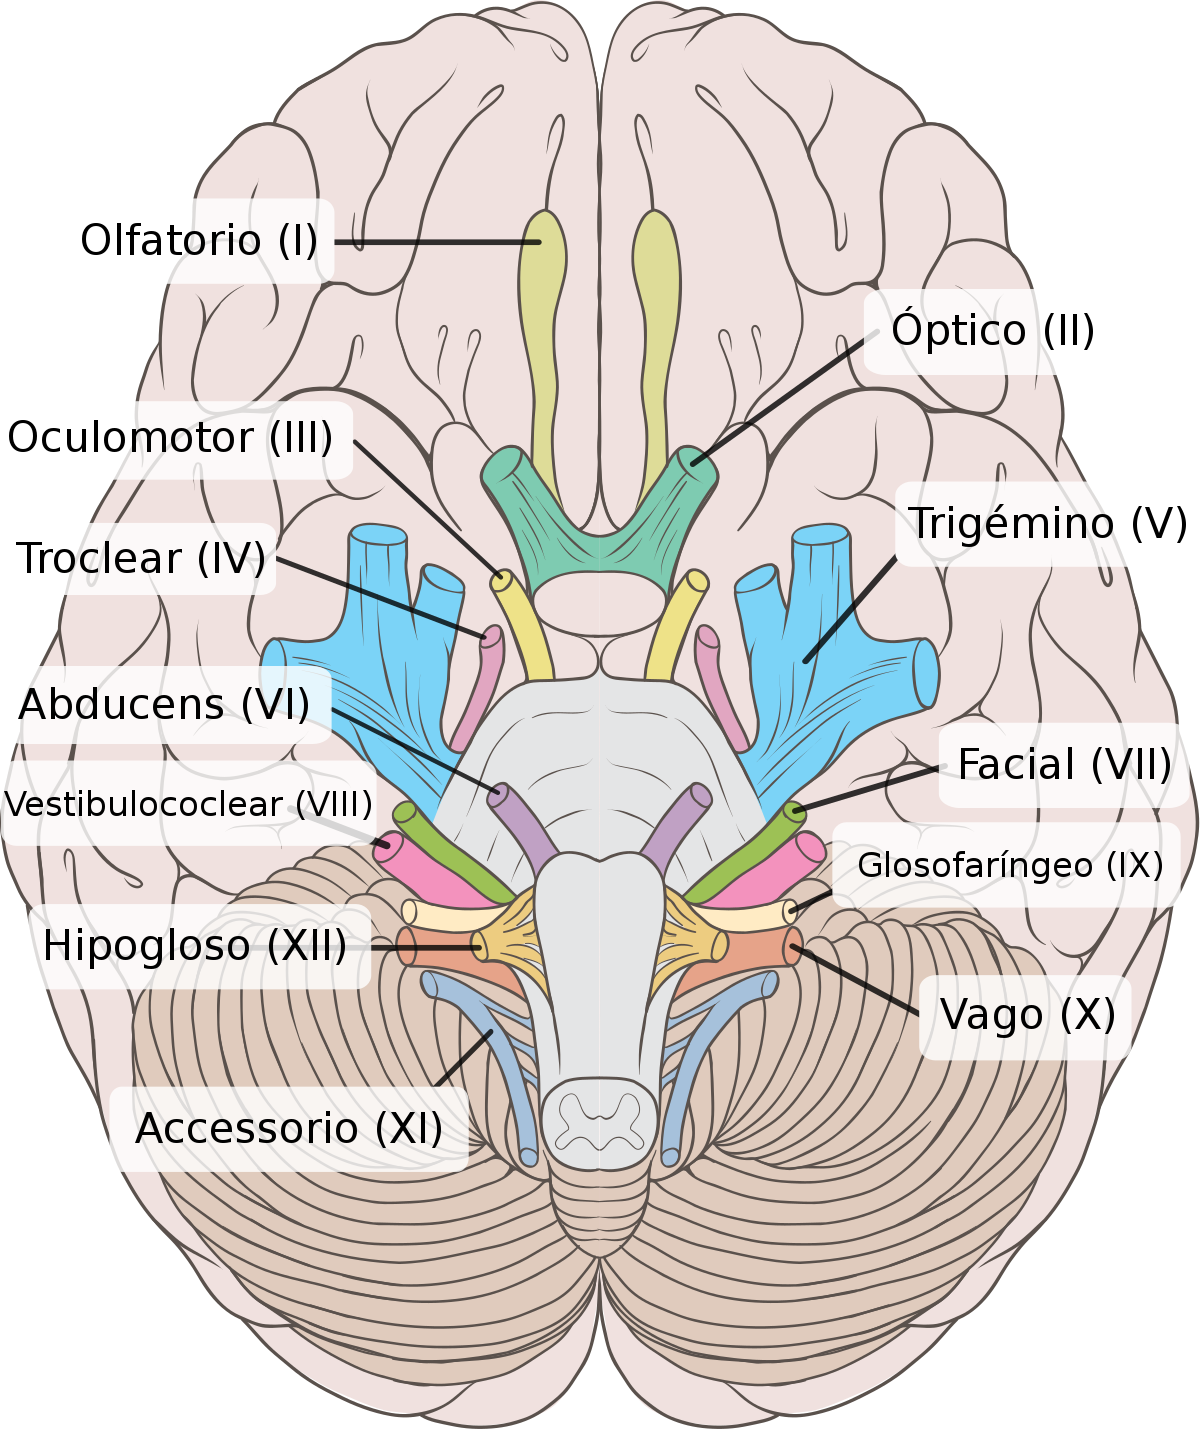 Olfatorio (I)
Óptico (II)
Oculomotor (III)
Trigémino (V)
Troclear (IV)
Abducens (VI)
Facial (VII)
Vestibulococlear (VIII)
Glosofaríngeo (IX)
Hipogloso (XII)
Vago (X)
Accessorio (XI)